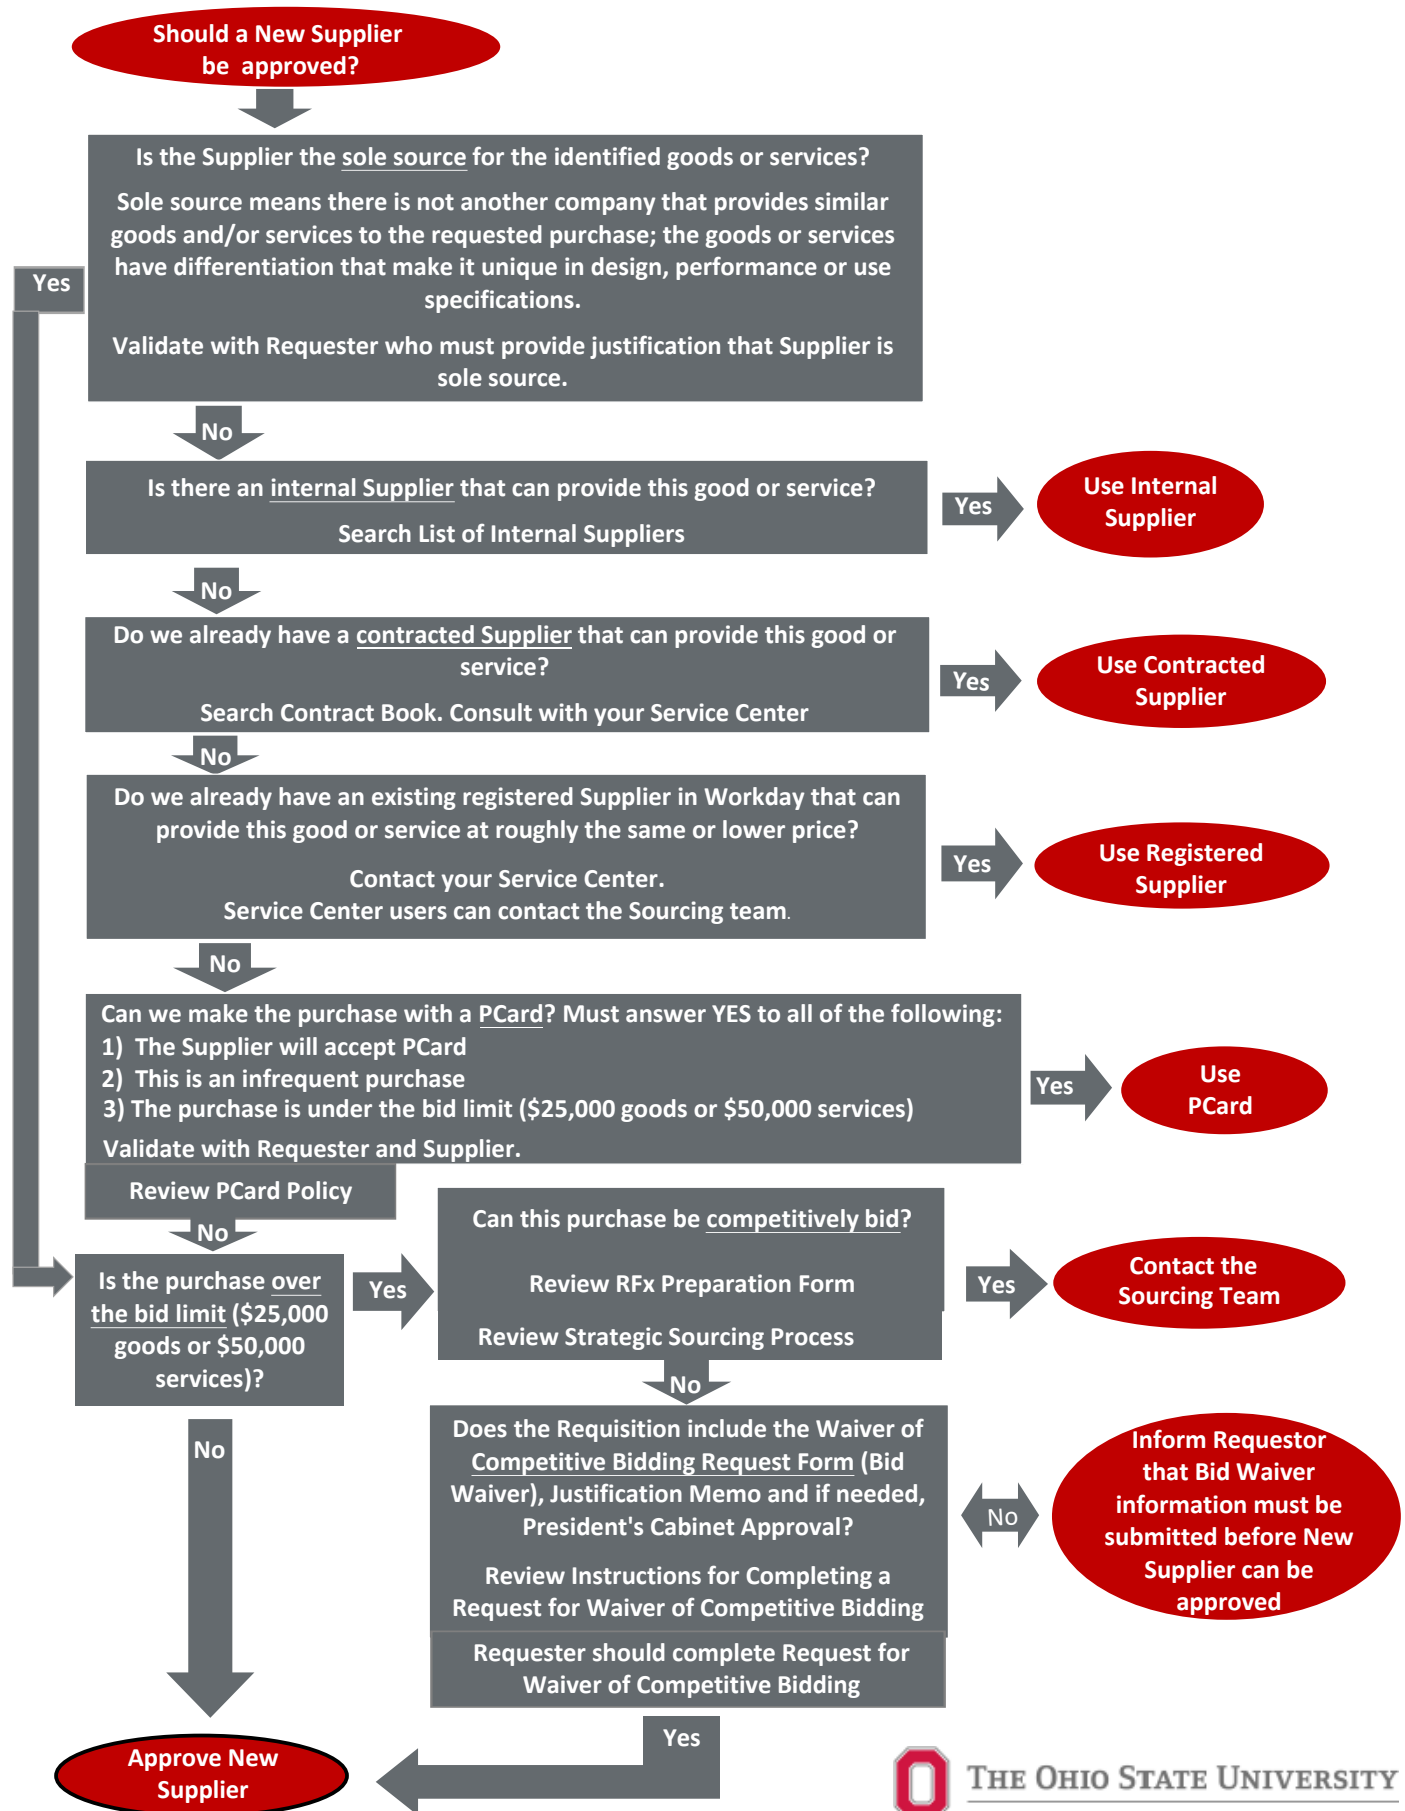 Should a New Supplier
be approved?
Is the Supplier the sole source for the identified goods or services?
Sole source means there is not another company that provides similar
goods and/or services to the requested purchase; the goods or services
have differentiation that make it unique in design, performance or use
specifications.
Validate with Requester who must provide justification that Supplier is
sole source.
Yes
No
Is there an internal Supplier that can provide this good or service?
Search List of Internal Suppliers
Yes
Use Internal
Supplier
No
Do we already have a contracted Supplier that can provide this good or
service?
Search Contract Book. Consult with your Service Center
Yes
Use Contracted
Supplier
No
Do we already have an existing registered Supplier in Workday that can
provide this good or service at roughly the same or lower price?
Contact your Service Center.
Service Center users can contact the Sourcing team.
Yes
Use Registered
Supplier
No
Can we make the purchase with a PCard? Must answer YES to all of the following:
1) The Supplier will accept PCard
2) This is an infrequent purchase
3) The purchase is under the bid limit ($25,000 goods or $50,000 services)
Validate with Requester and Supplier.
Review PCard Policy
Yes
Use
PCard
No
Is the purchase over
the bid limit ($25,000
goods or $50,000
services)?
Yes
Can this purchase be competitively bid?
Review RFx Preparation Form
Review Strategic Sourcing Process
Yes
Contact the
Sourcing Team
No
Does the Requisition include the Waiver of
Competitive Bidding Request Form (Bid
Waiver), Justification Memo and if needed,
President's Cabinet Approval?
Review Instructions for Completing a
Request for Waiver of Competitive Bidding
Requester should complete Request for
Waiver of Competitive Bidding
No
Inform Requestor
that Bid Waiver
information must be
submitted before New
Supplier can be
approved
No
Yes
Approve New
Supplier
THE OHIO STATE UNIVERSITY